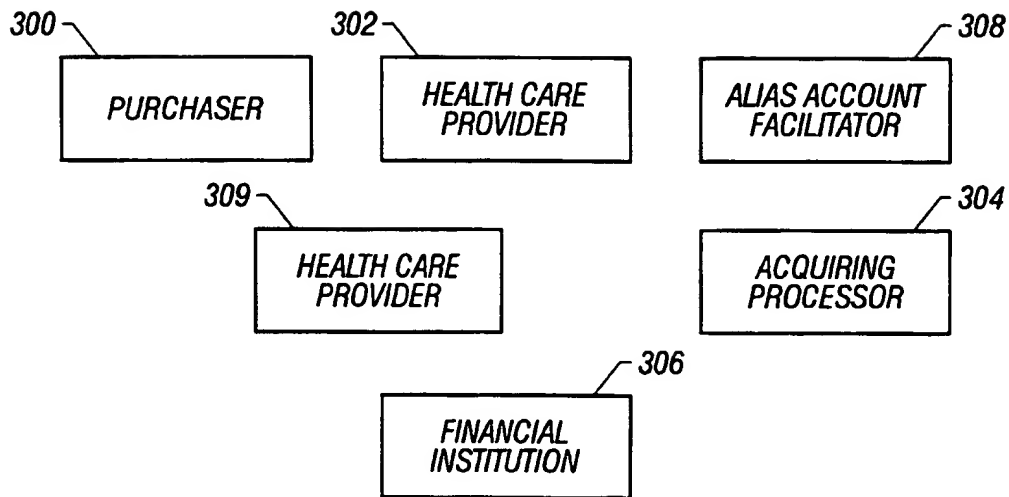 300
PURCHASER
302
HEALTH CARE
PROVIDER
308
ALIAS ACCOUNT
FACILITATOR
309
HEALTH CARE
PROVIDER
304
ACQUIRING
PROCESSOR
306
FINANCIAL
INSTITUTION